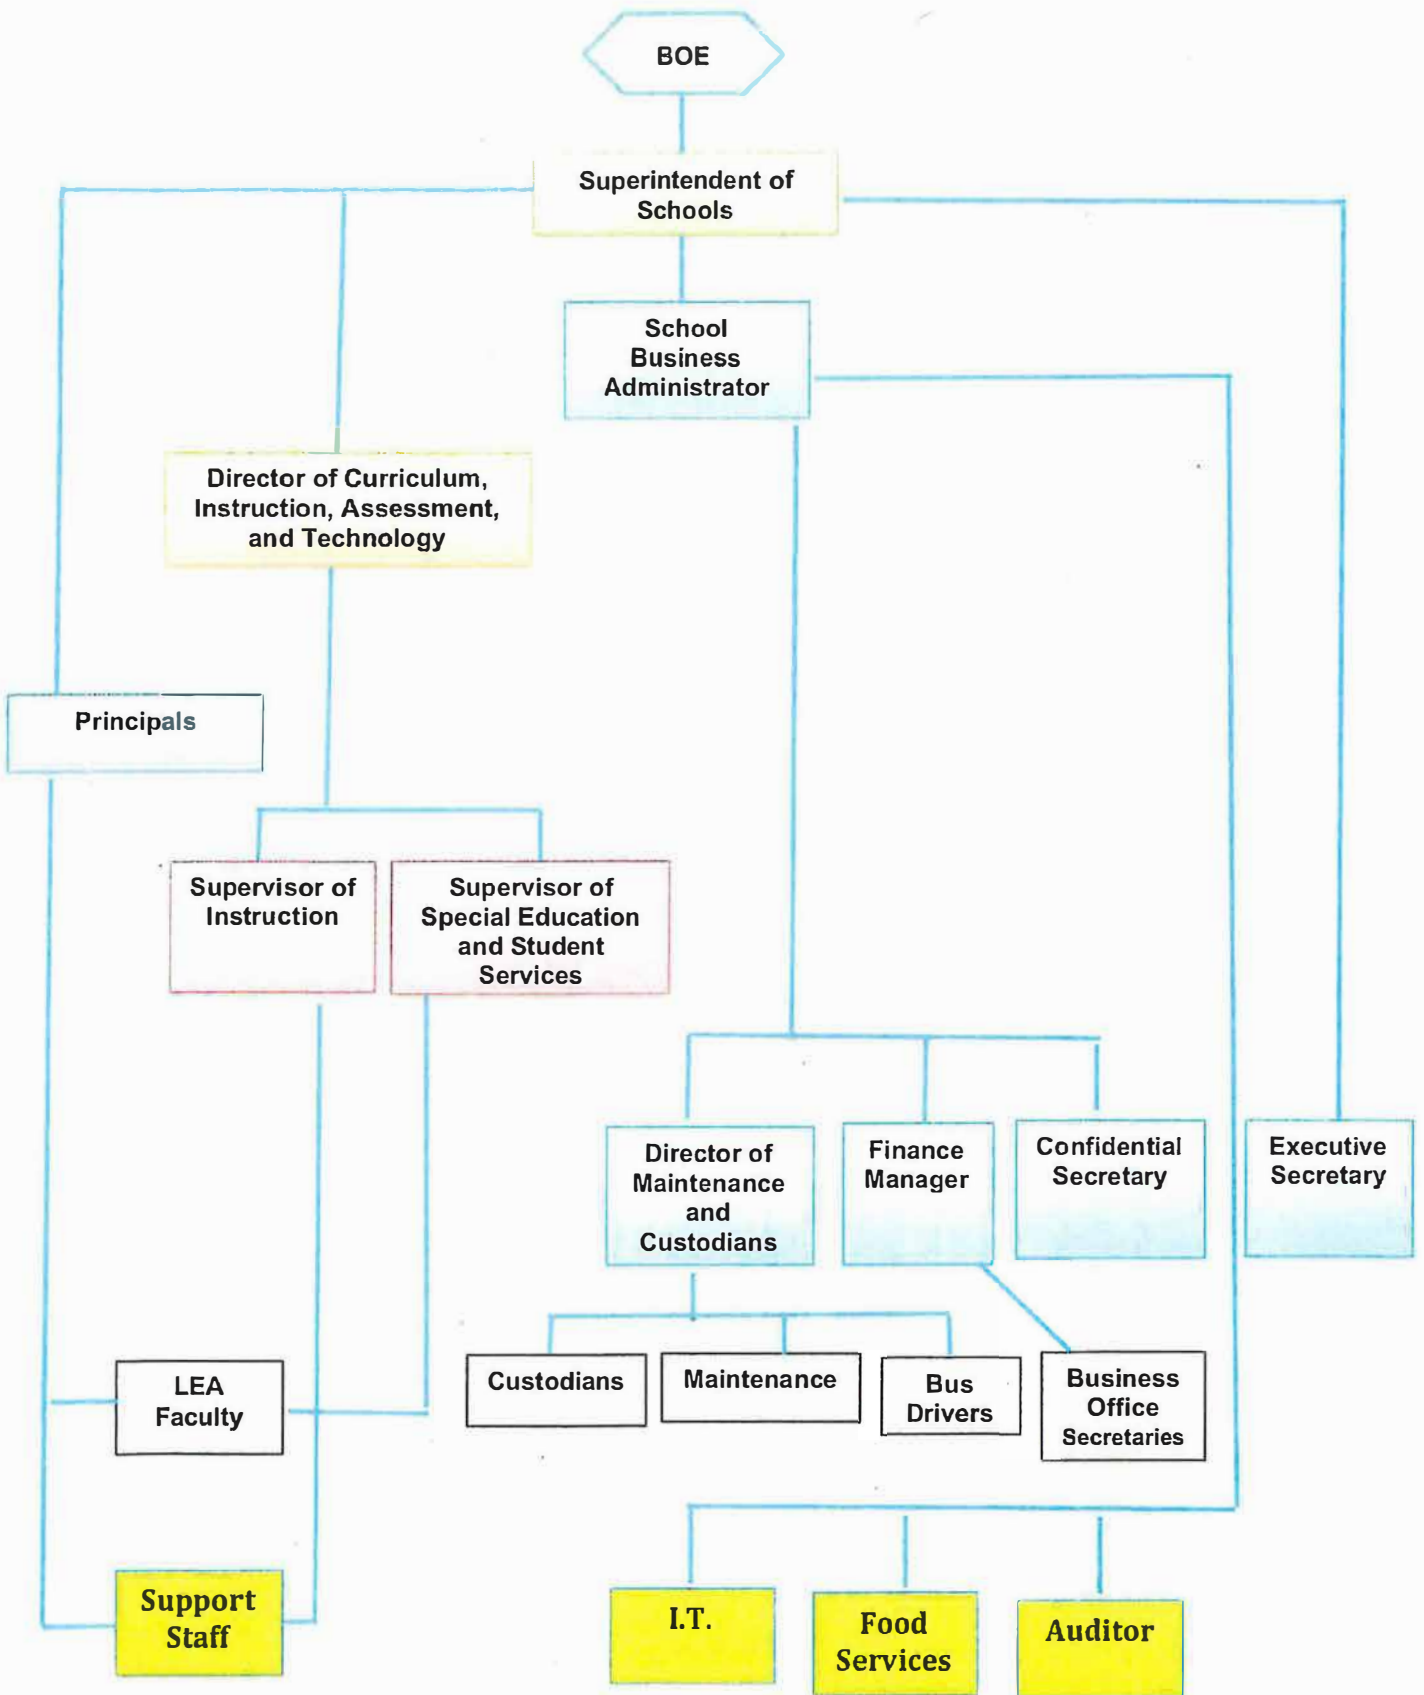 BOE
Superintendent of
Schools
School
Business
Administrator
Director of Curriculum,
Instruction, Assessment,
and Technology
Principals
Supervisor of
Instruction
Supervisor of
Special Education
and Student
Services
Director of
Maintenance
and
Custodians
Finance
Manager
Confidential
Secretary
Executive
Secretary
LEA
Faculty
Custodians
Maintenance
Bus
Drivers
Business
Office
Secretaries
Support
Staff
I.T.
Food
Services
Auditor